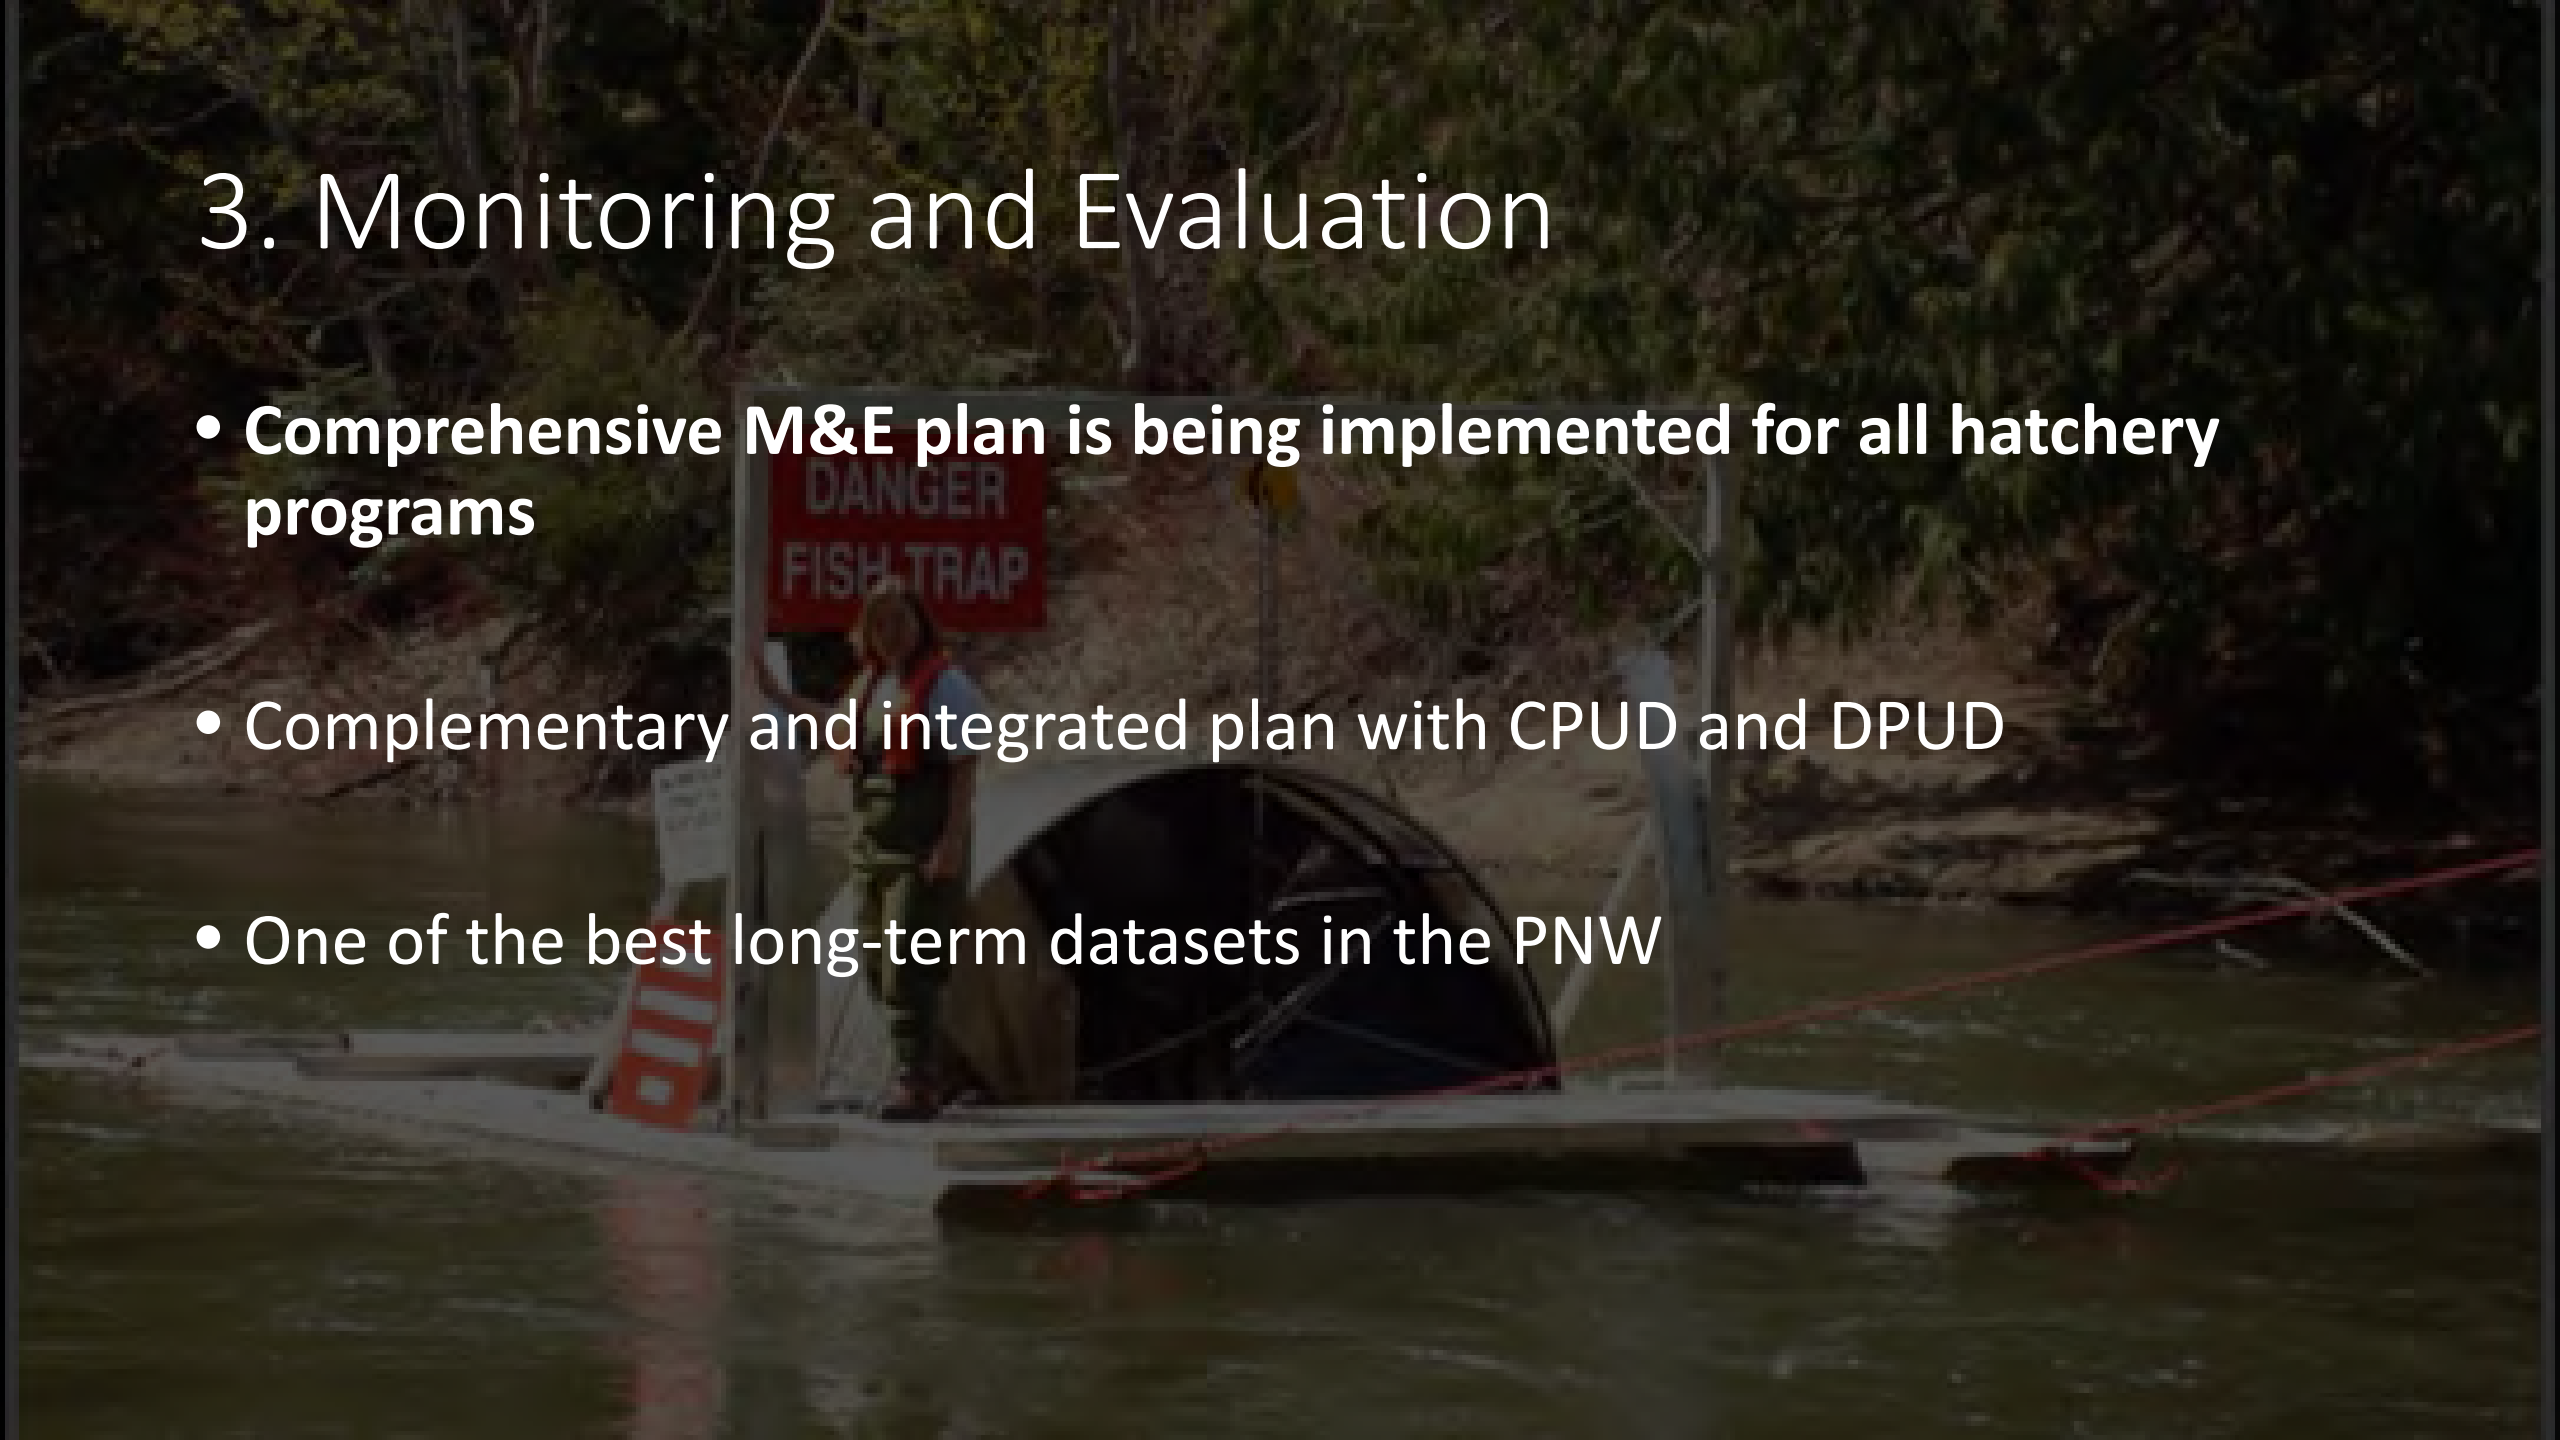 3. Monitoring and Evaluation
• Comprehensive M&E plan is being implemented for all hatchery
programs
DANGER
FISH TRAP
• Complementary and integrated plan with CPUD and DPUD
• One of the best long-term datasets in the PNW